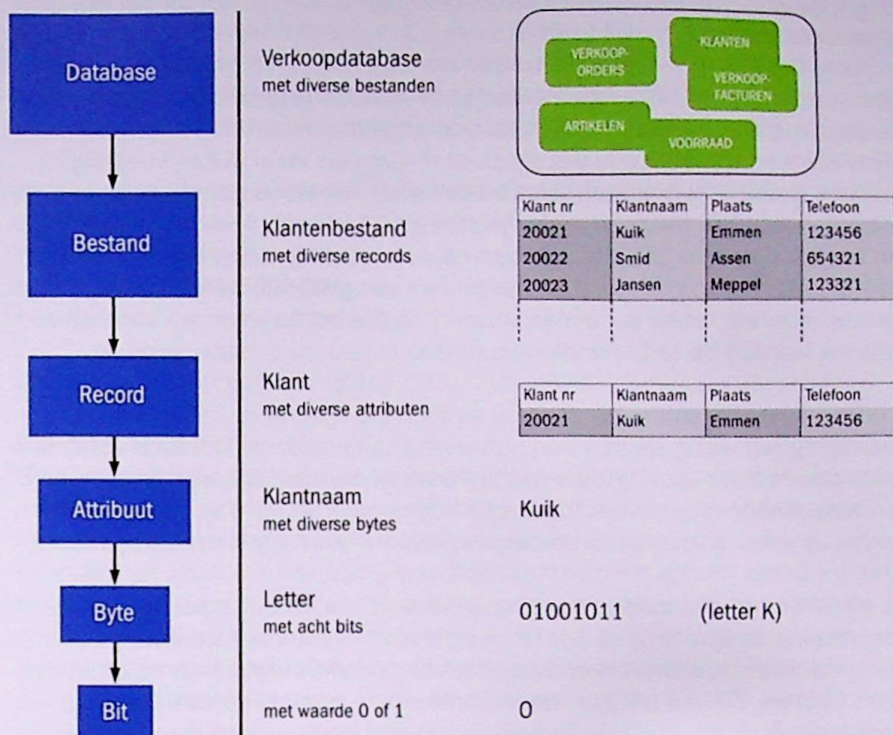 Database
Verkoopdatabase
met diverse bestanden
VERKOOP-
ORDERS
KLANTEN
VERKOOP-
FACTUREN
ARTIKELEN
VOORRAAD
Bestand
Klantenbestand
met diverse records
Klant nr Klantnaam Plaats Telefoon
20021 Kuik Emmen 123456
20022 Smid Assen 654321
20023 Jansen Meppel 123321
Record
Klant
met diverse attributen
Klant nr Klantnaam Plaats Telefoon
20021 Kuik Emmen 123456
Attribuut
Klantnaam
met diverse bytes
Kuik
Byte
Letter
met acht bits
01001011 (letter K)
Bit
met waarde 0 of 1
0